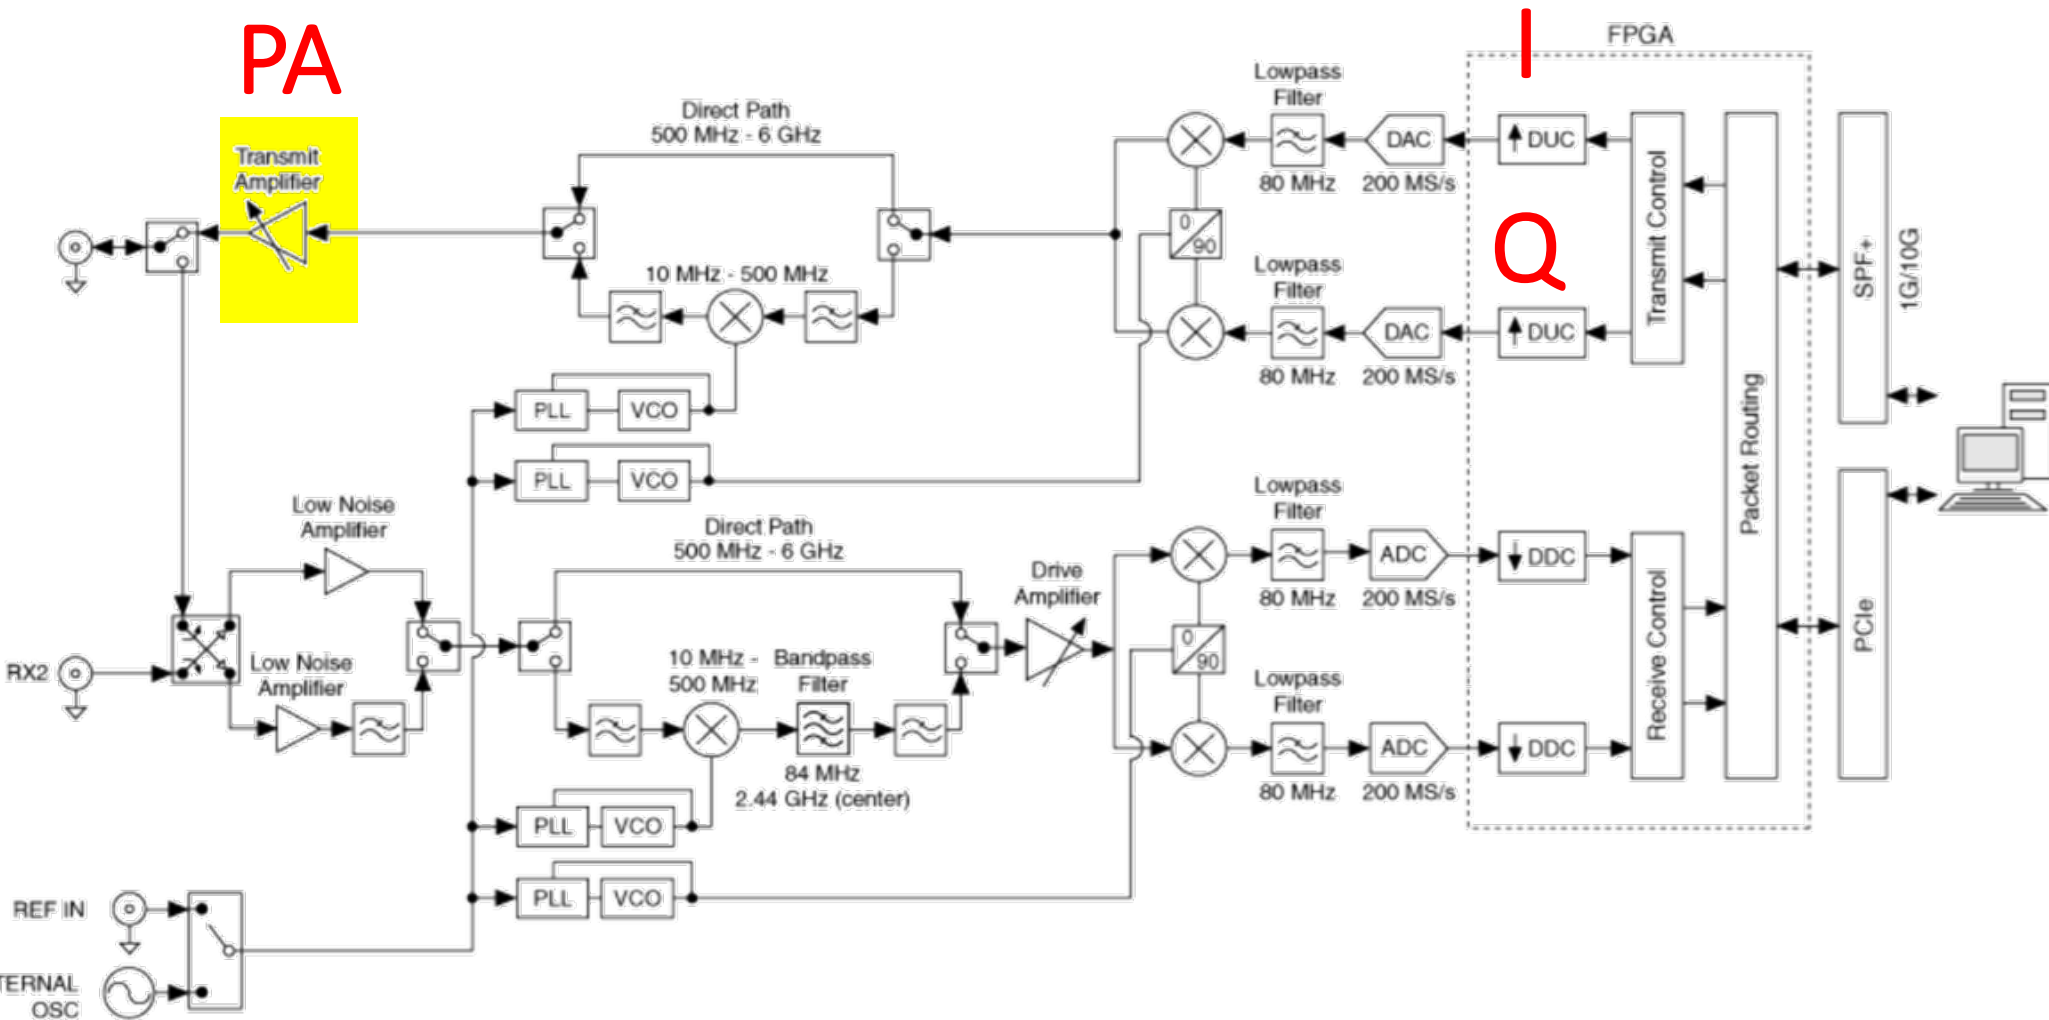 PA
I
FPGA
Transmit
Amplifier
Direct Path
500 MHz - 6 GHz
Lowpass
Filter
DAC
DUC
80 MHz
200 MS/s
0
90
Q
10 MHz - 500 MHz
Lowpass
Filter
DAC
DUC
80 MHz
200 MS/s
Transmit Control
Packet Routing
SPF+
1G/10G
PLL
VCO
PLL
VCO
Low Noise
Amplifier
Direct Path
500 MHz - 6 GHz
Drive
Amplifier
Lowpass
Filter
ADC
DDC
80 MHz
200 MS/s
0
90
RX2
Low Noise
Amplifier
10 MHz -
500 MHz
Bandpass
Filter
84 MHz
2.44 GHz (center)
Lowpass
Filter
ADC
DDC
80 MHz
200 MS/s
Receive Control
PCIe
PLL
VCO
PLL
VCO
REF IN
TERNAL
OSC